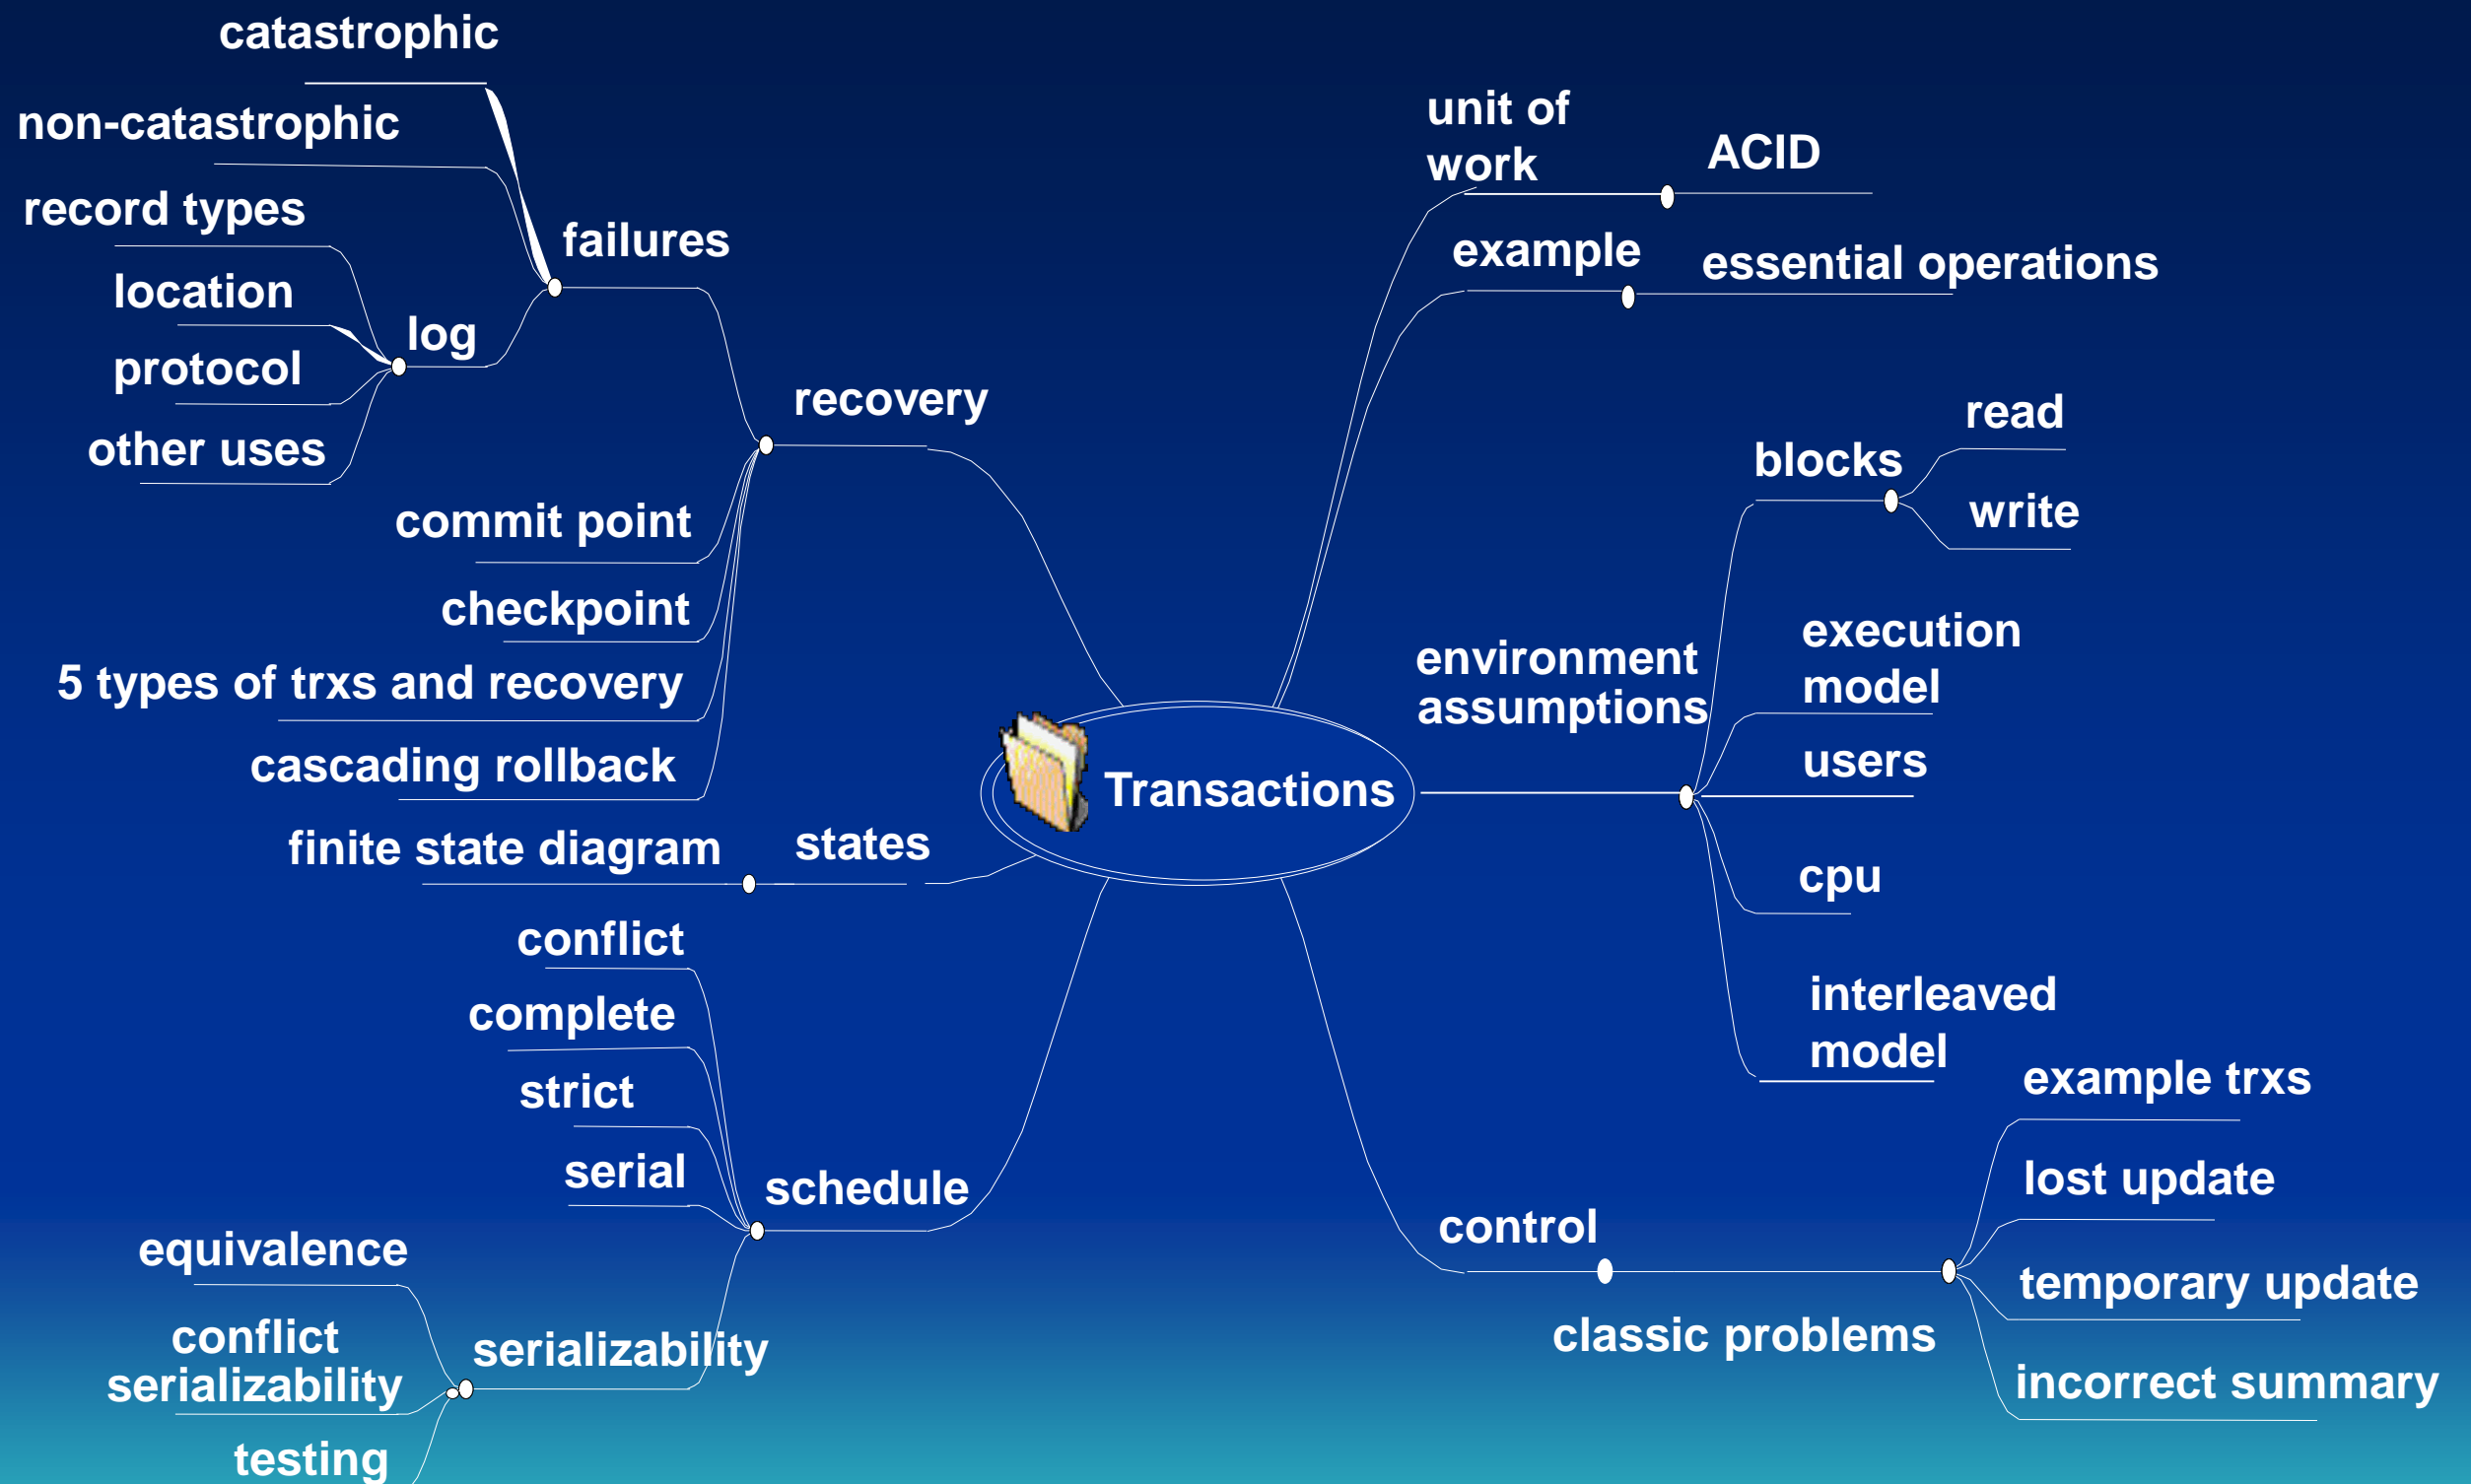 catastrophic
non-catastrophic
record types
location
protocol
other uses
log
failures
recovery
commit point
checkpoint
5 types of trxs and recovery
cascading rollback
finite state diagram
states
conflict
complete
strict
serial
schedule
equivalence
conflict
serializability
testing
serializability
Transactions
unit of
work
ACID
example
essential operations
environment
assumptions
blocks
read
write
execution
model
users
cpu
interleaved
model
control
classic problems
example trxs
lost update
temporary update
incorrect summary